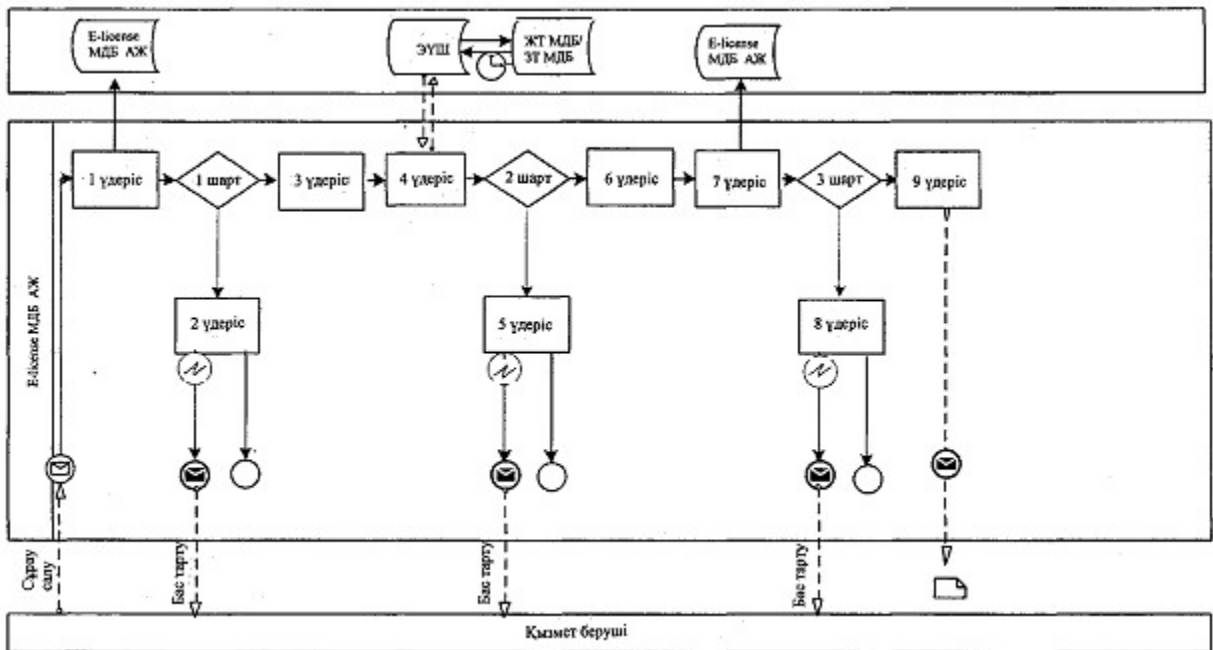 E-license
МДБ АЖ
ЭҮШ
ЖТ МДБ/
ЗТ МДБ
E-license
МДБ АЖ
1 үдеріс
1 шарт
3 үдеріс
4 үдеріс
2 шарт
6 үдеріс
7 үдеріс
3 шарт
9 үдеріс
E-license МДБ АЖ
2 үдеріс
5 үдеріс
8 үдеріс
Сұрау
салу
Бас тарту
Бас тарту
Бас тарту
Қызмет беруші